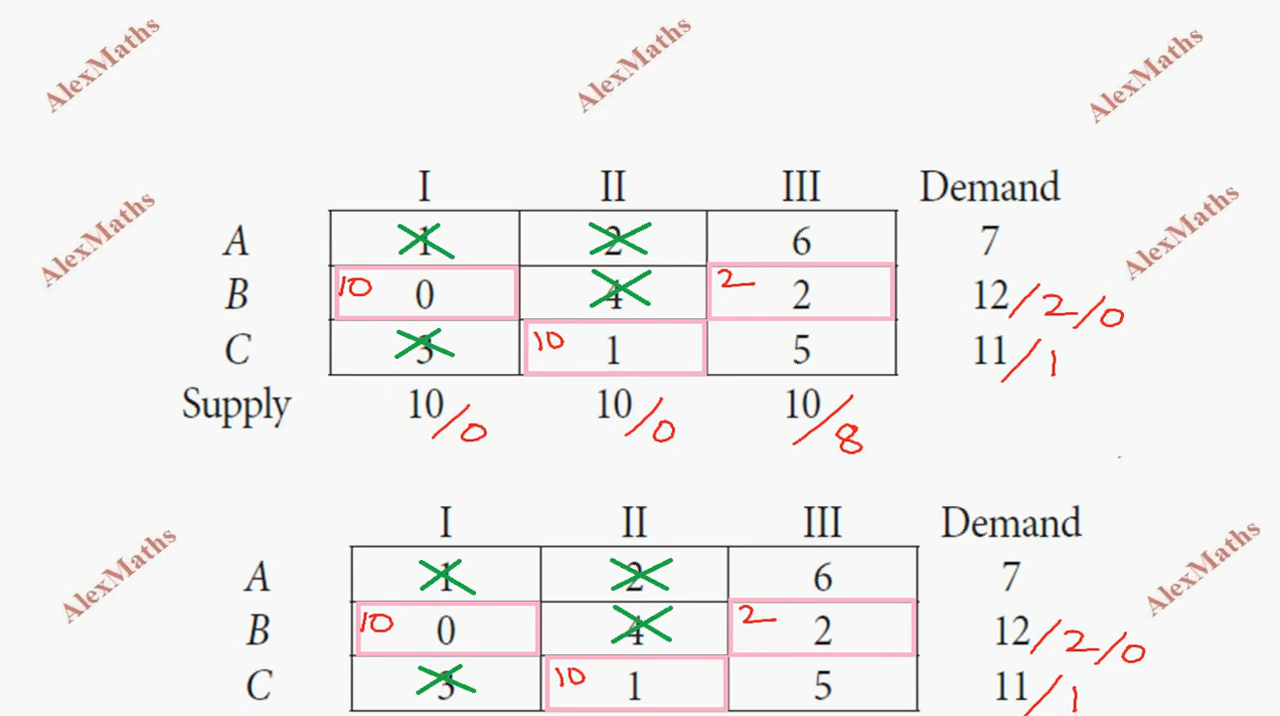 AlexMaths AlexMaths AlexMaths
I II III Demand
AlexMaths AlexMaths
A 1 2 6 7
B 10 0 4 2 2 12/2/0
C 3 10 1 5 11/1
Supply 10/0 10/0 10/8
I II III Demand
AlexMaths AlexMaths
A 1 2 6 7
B 10 0 4 2 2 12/2/0
C 3 10 1 5 11/1